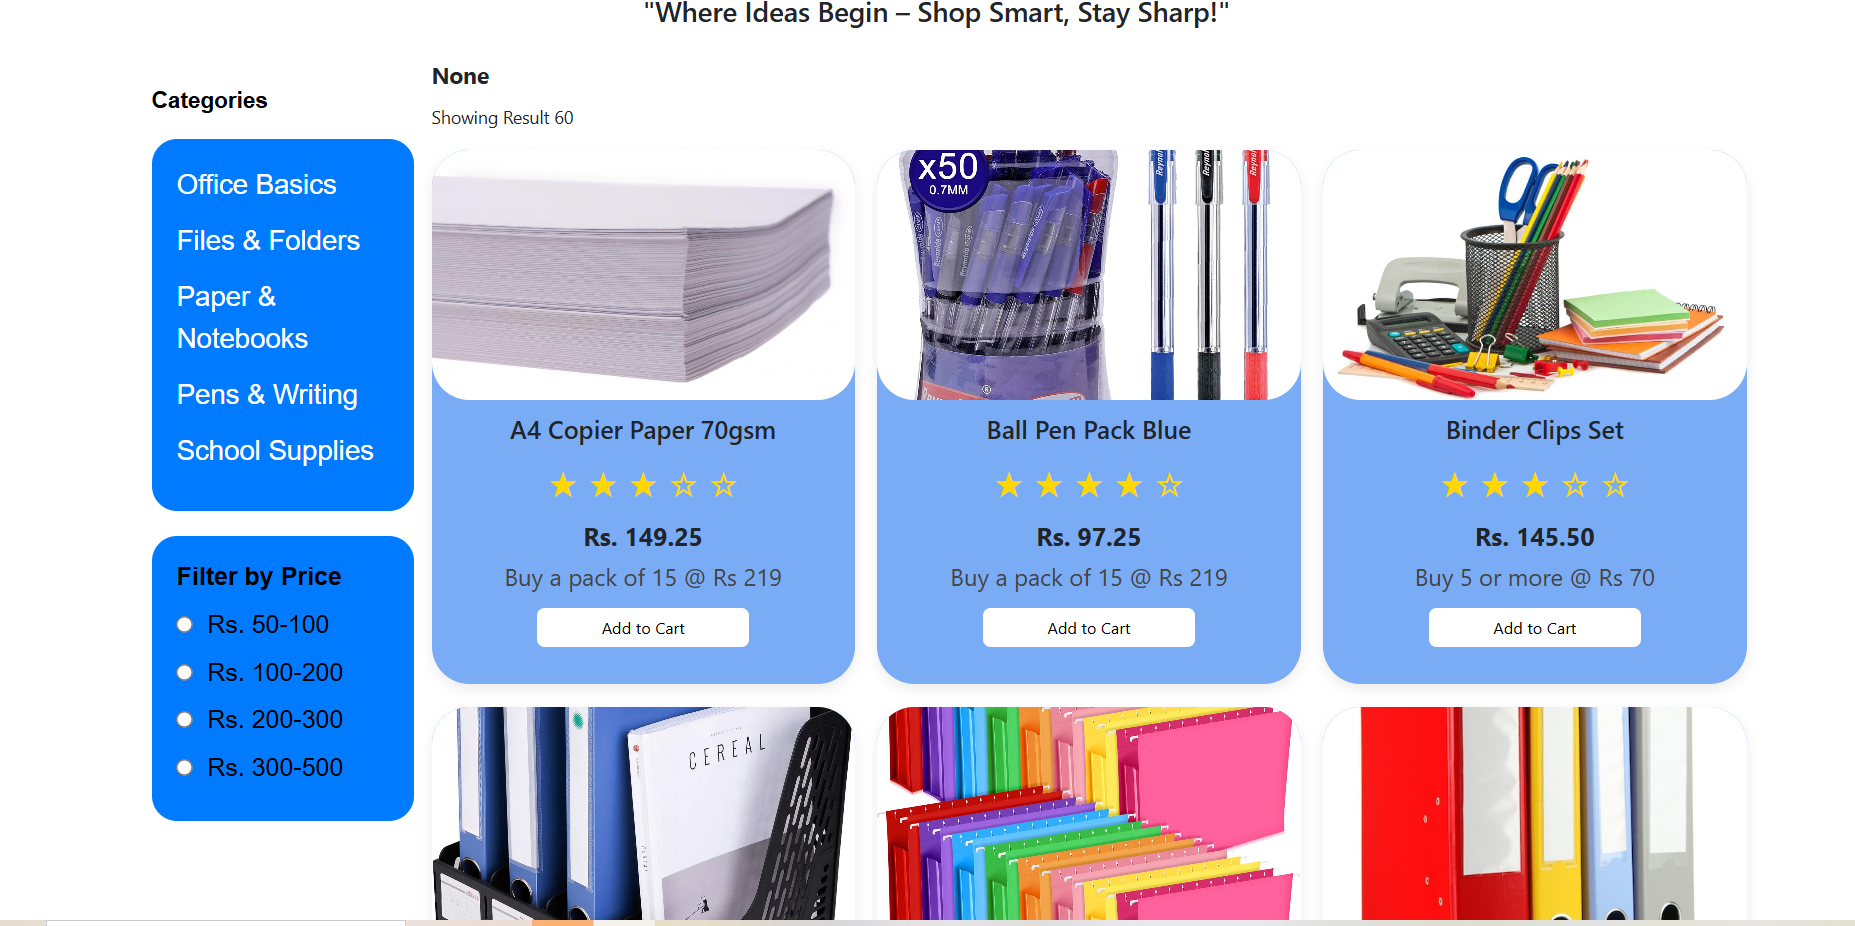 "Where Ideas Begin – Shop Smart, Stay Sharp!"
None
Showing Result 60
Categories
Office Basics
Files & Folders
Paper &
Notebooks
Pens & Writing
School Supplies
Filter by Price
Rs. 50-100
Rs. 100-200
Rs. 200-300
Rs. 300-500
x50
0.7MM
A4 Copier Paper 70gsm
Rs. 149.25
Buy a pack of 15 @ Rs 219
Add to Cart
Ball Pen Pack Blue
Rs. 97.25
Buy a pack of 15 @ Rs 219
Add to Cart
Binder Clips Set
Rs. 145.50
Buy 5 or more @ Rs 70
Add to Cart
CEREAL